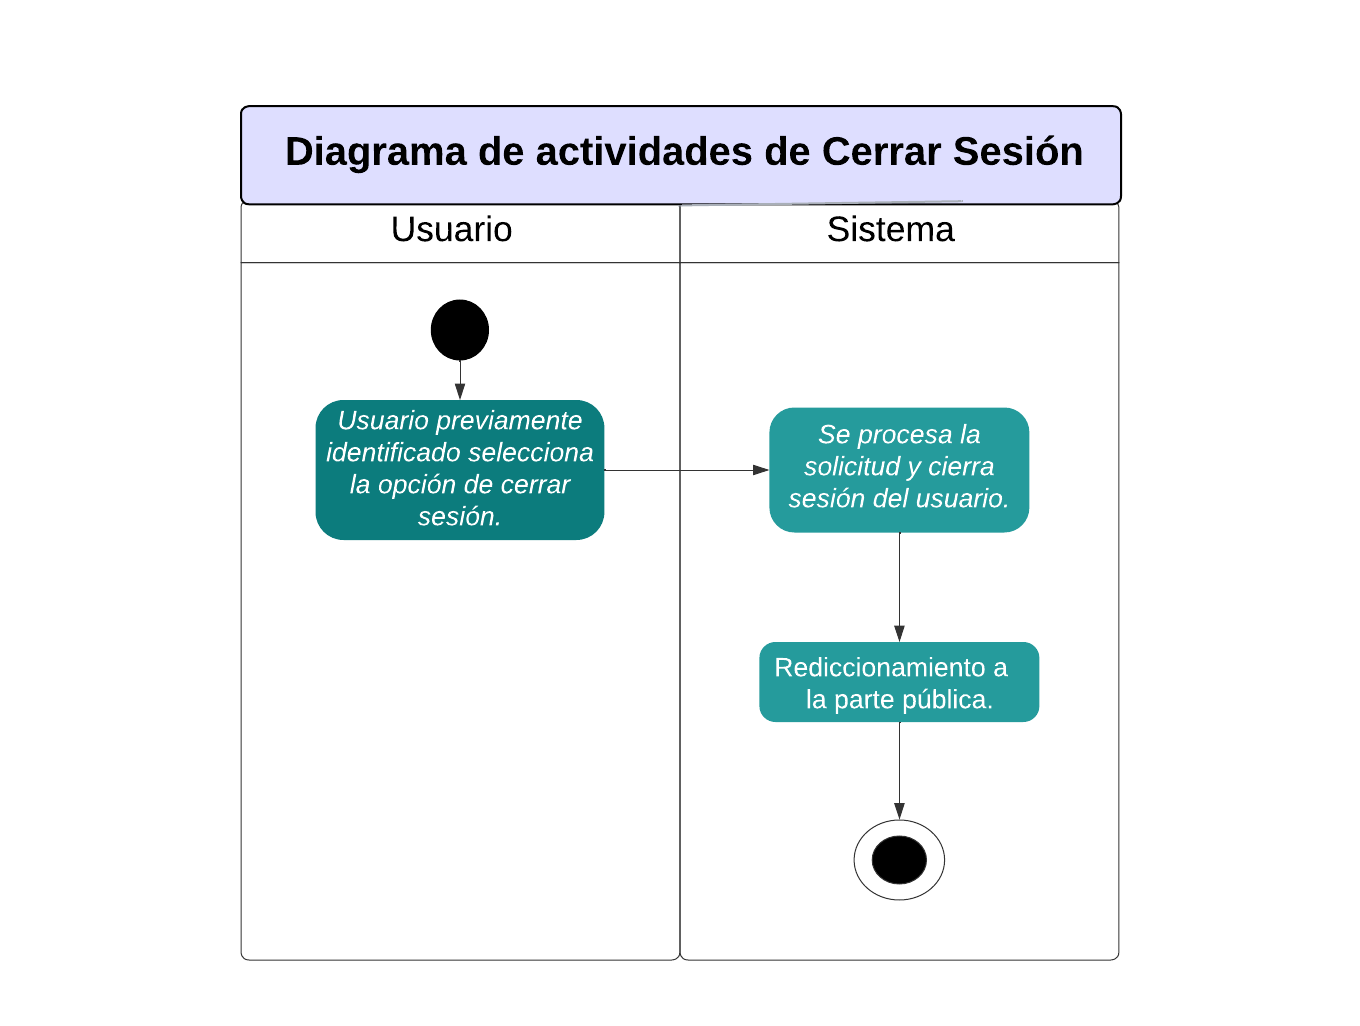 Diagrama de actividades de Cerrar Sesión
Usuario
Sistema
Usuario previamente
identificado selecciona
la opción de cerrar
sesión.
Se procesa la
solicitud y cierra
sesión del usuario.
Rediccionamiento a
la parte pública.